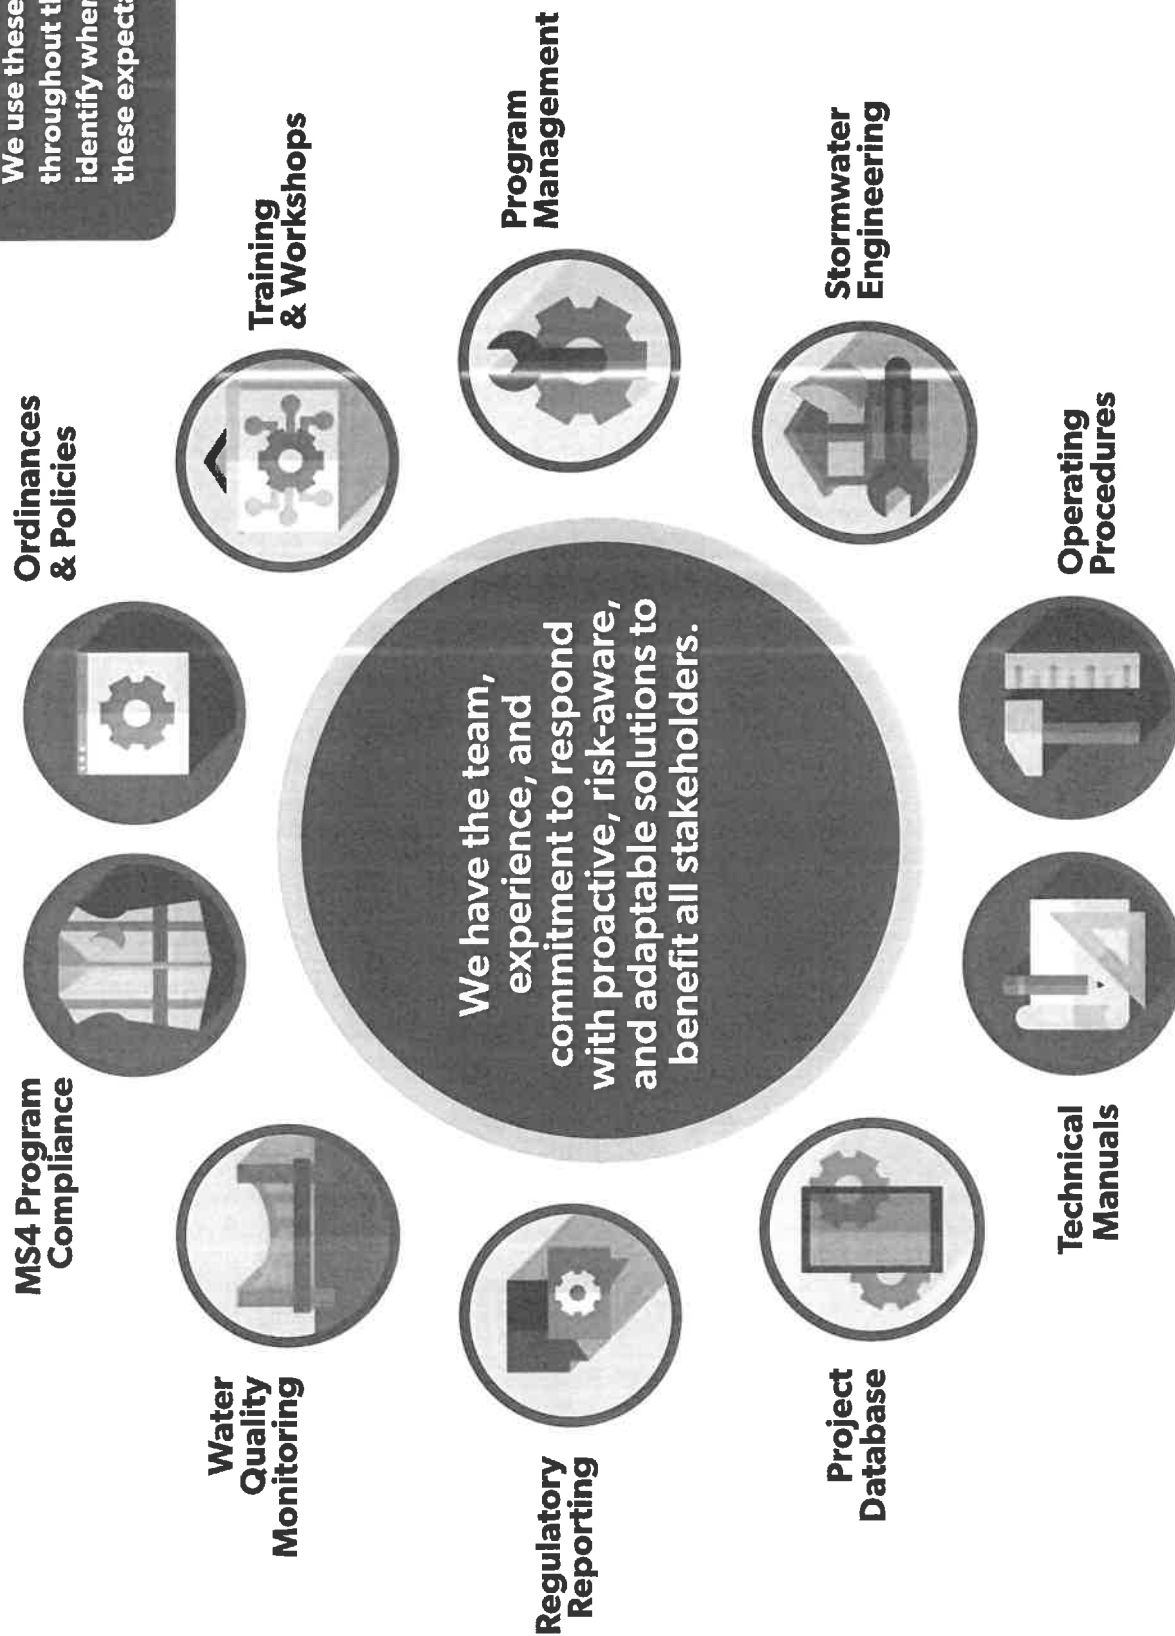 We use these
throughout th
identify wher
these expecta
MS4 Program
Compliance
Ordinances
& Policies
Water
Quality
Monitoring
Training
& Workshops
Regulatory
Reporting
Program
Management
We have the team,
experience, and
commitment to respond
with proactive, risk-aware,
and adaptable solutions to
benefit all stakeholders.
Project
Database
Stormwater
Engineering
Technical
Manuals
Operating
Procedures